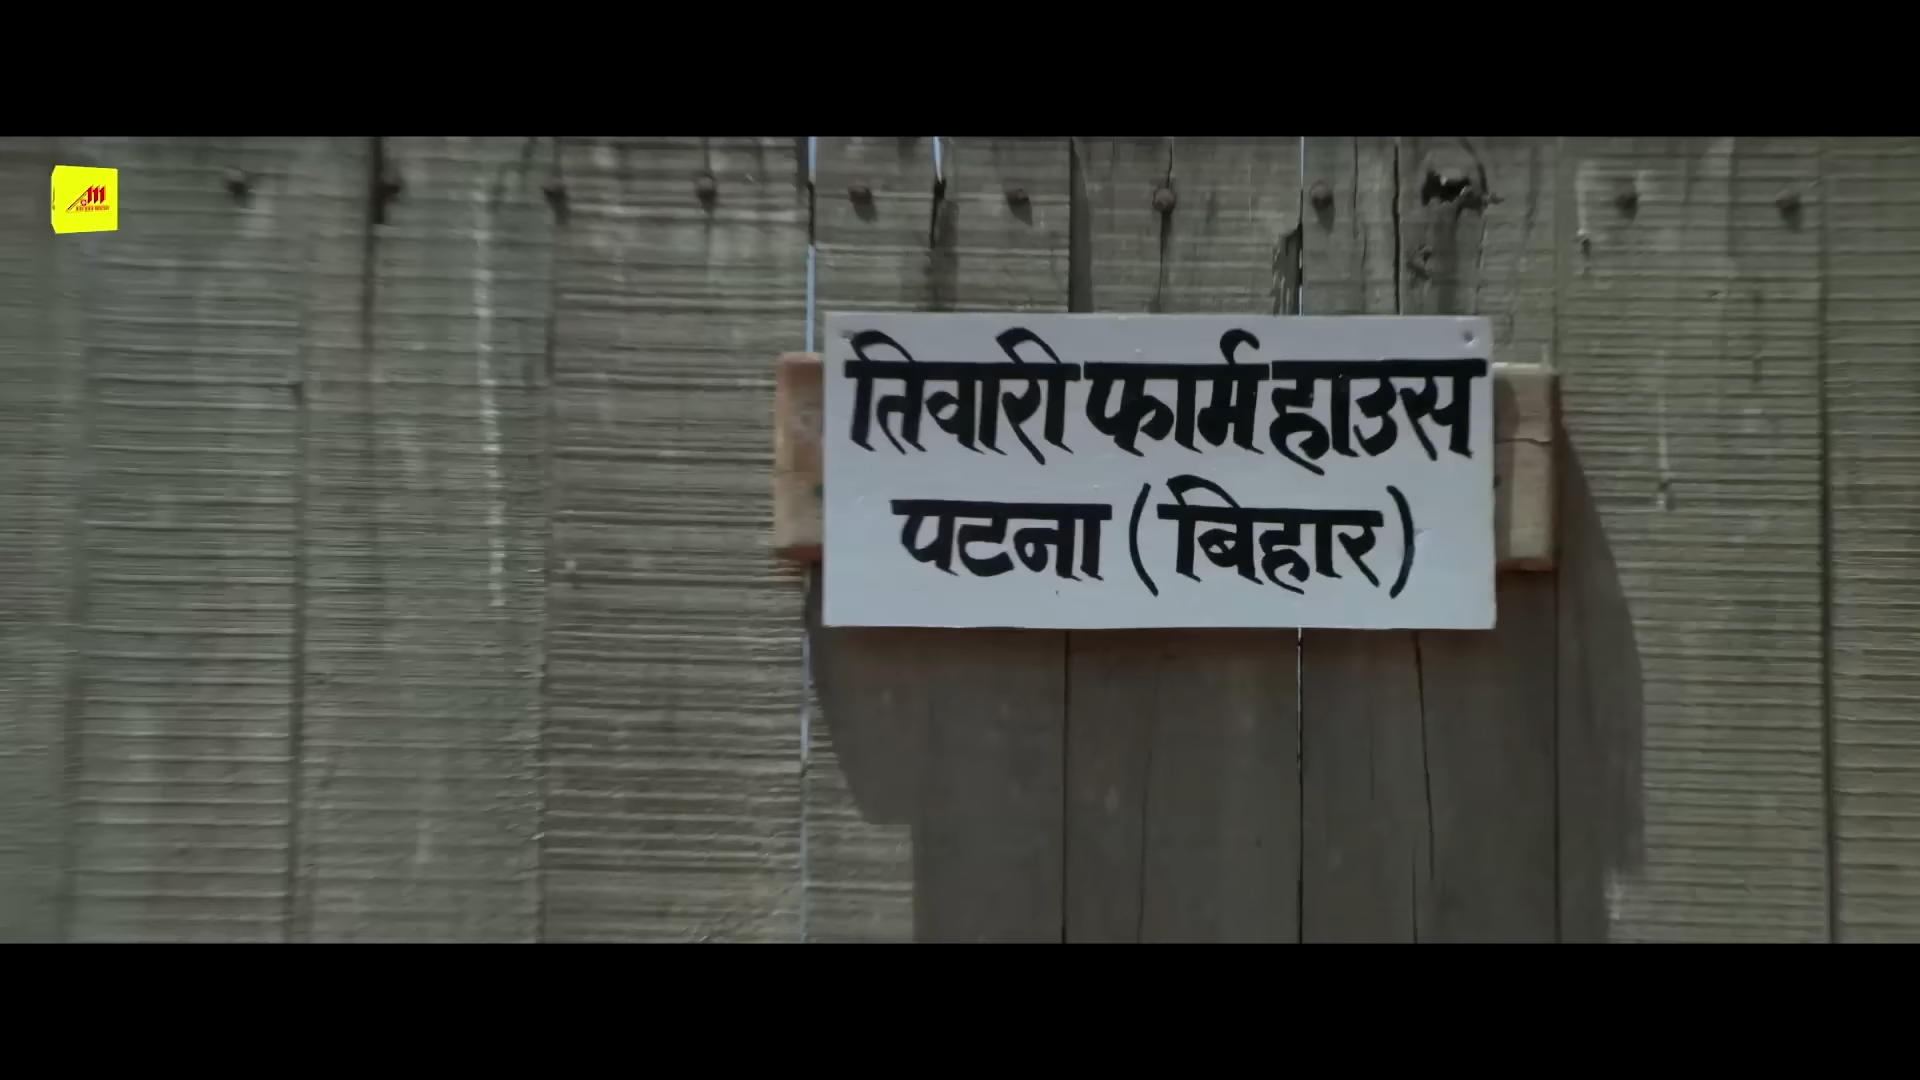 तिवारी फार्म हाउस
पटना (बिहार)